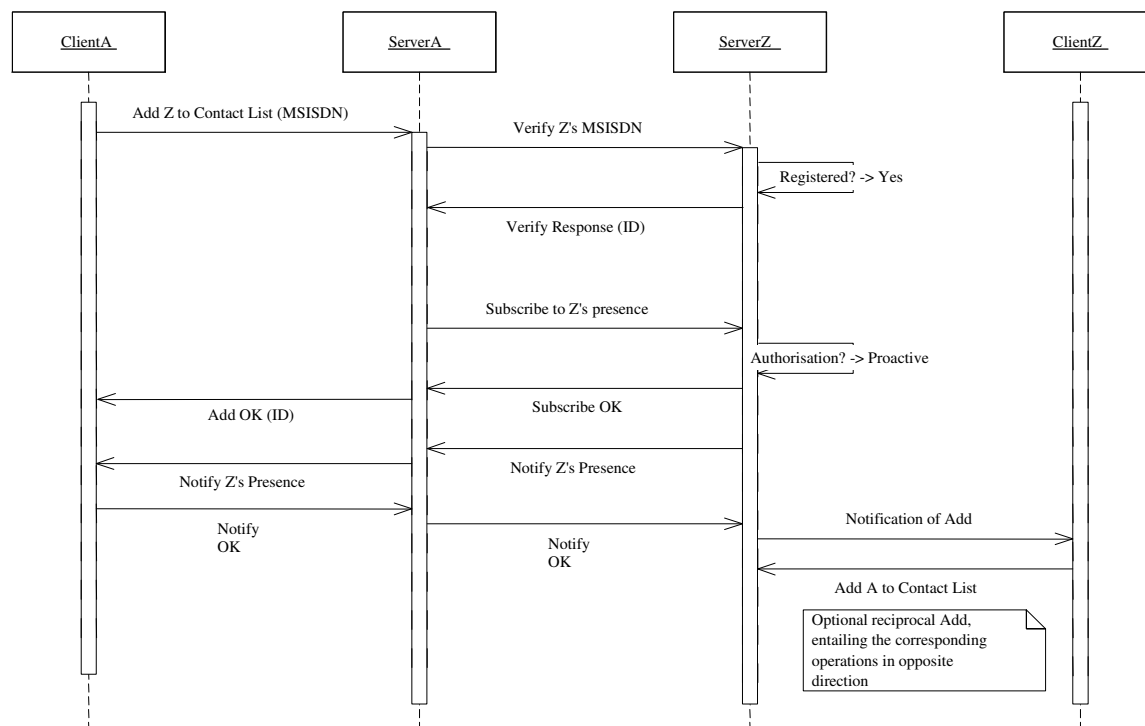 ClientA
ServerA
ServerZ
ClientZ
Add Z to Contact List (MSISDN)
Verify Z's MSISDN
Registered? -> Yes
Verify Response (ID)
Subscribe to Z's presence
Authorisation? -> Proactive
Subscribe OK
Add OK (ID)
Notify Z's Presence
Notify Z's Presence
Notify
OK
Notify
OK
Notification of Add
Add A to Contact List
Optional reciprocal Add,
entailing the corresponding
operations in opposite
direction